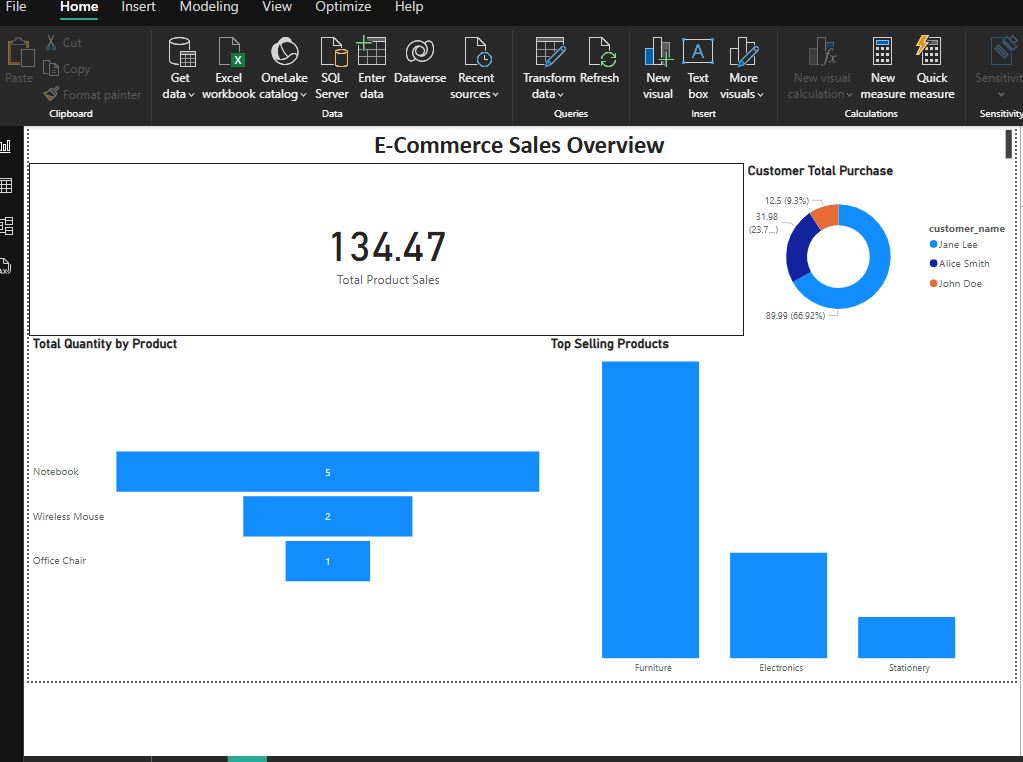 File Home Insert Modeling View Optimize Help
Paste
Cut
Copy
Format painter
Clipboard
Get data
Excel workbook
OneLake catalog
SQL Server
Enter data
Dataverse
Recent sources
Data
Transform data
Refresh
Queries
New visual
Text box
More visuals
Insert
New visual calculation
New measure
Quick measure
Calculations
Sensitivit
Sensitivity
E-Commerce Sales Overview
134.47
Total Product Sales
Customer Total Purchase
12.5 (9.3%)
31.98
(23.7...)
89.99 (66.92%)
customer_name
Jane Lee
Alice Smith
John Doe
Total Quantity by Product
Notebook 5
Wireless Mouse 2
Office Chair 1
Top Selling Products
Furniture Electronics Stationery